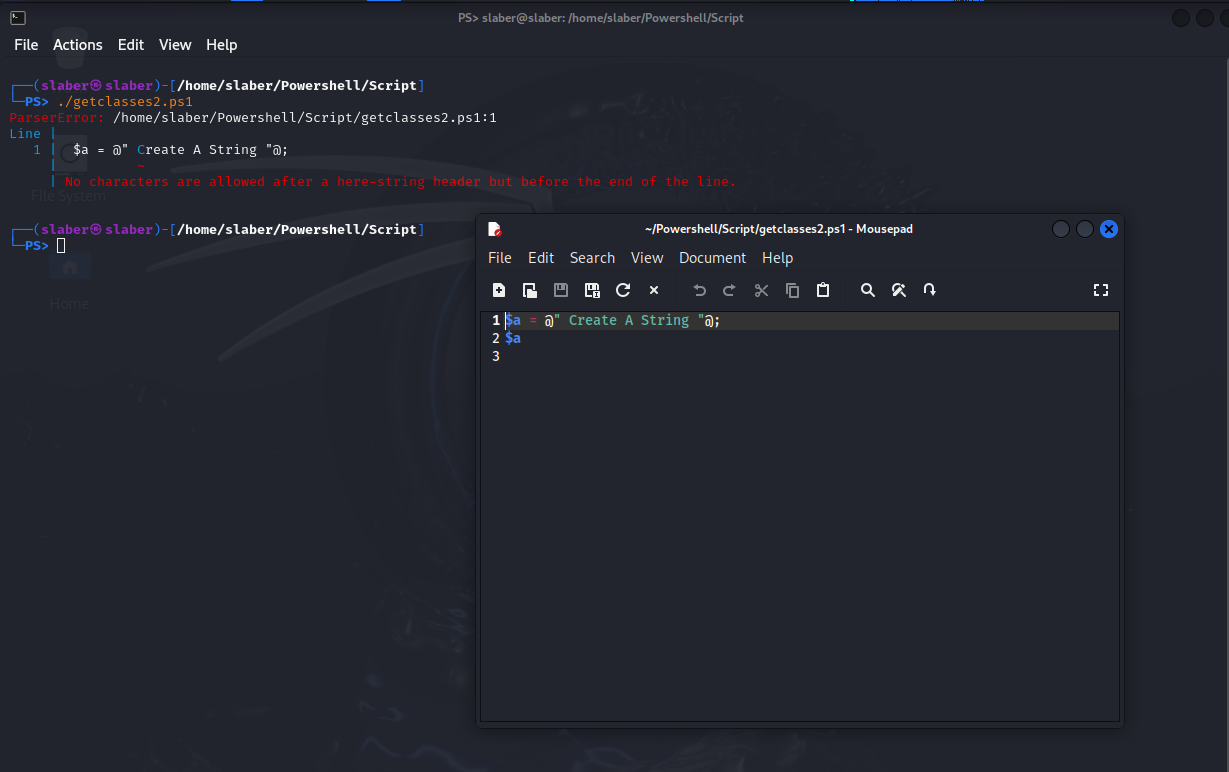 PS> slaber@slaber: /home/slaber/Powershell/Script
File Actions Edit View Help
┌──(slaber㉿slaber)-[/home/slaber/Powershell/Script]
└─PS> ./getclasses2.ps1
ParserError: /home/slaber/Powershell/Script/getclasses2.ps1:1
Line |
1 | $a = @" Create A String "@;
| ~
| No characters are allowed after a here-string header but before the end of the line.
File System
┌──(slaber㉿slaber)-[/home/slaber/Powershell/Script]
└─PS>
Home
~/Powershell/Script/getclasses2.ps1 - Mousepad
File Edit Search View Document Help
1 $a = @" Create A String "@;
2 $a
3